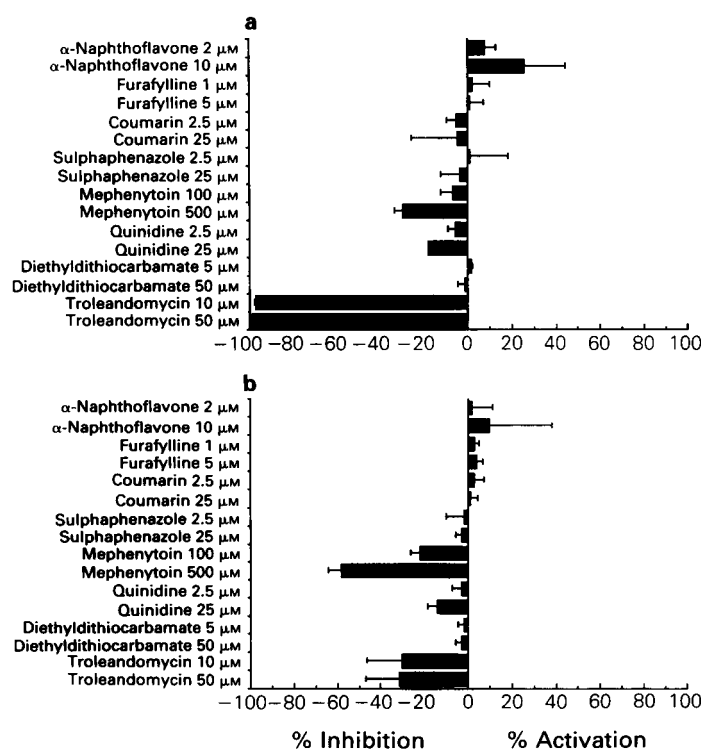 a
α-Naphthoflavone 2 μM
α-Naphthoflavone 10 μM
Furafylline 1 μM
Furafylline 5 μM
Coumarin 2.5 μM
Coumarin 25 μM
Sulphaphenazole 2.5 μM
Sulphaphenazole 25 μM
Mephenytoin 100 μM
Mephenytoin 500 μM
Quinidine 2.5 μM
Quinidine 25 μM
Diethyldithiocarbamate 5 μM
Diethyldithiocarbamate 50 μM
Troleandomycin 10 μM
Troleandomycin 50 μM
−100 −80 −60 −40 −20 0 20 40 60 80 100
b
α-Naphthoflavone 2 μM
α-Naphthoflavone 10 μM
Furafylline 1 μM
Furafylline 5 μM
Coumarin 2.5 μM
Coumarin 25 μM
Sulphaphenazole 2.5 μM
Sulphaphenazole 25 μM
Mephenytoin 100 μM
Mephenytoin 500 μM
Quinidine 2.5 μM
Quinidine 25 μM
Diethyldithiocarbamate 5 μM
Diethyldithiocarbamate 50 μM
Troleandomycin 10 μM
Troleandomycin 50 μM
−100 −80 −60 −40 −20 0 20 40 60 80 100
% Inhibition % Activation